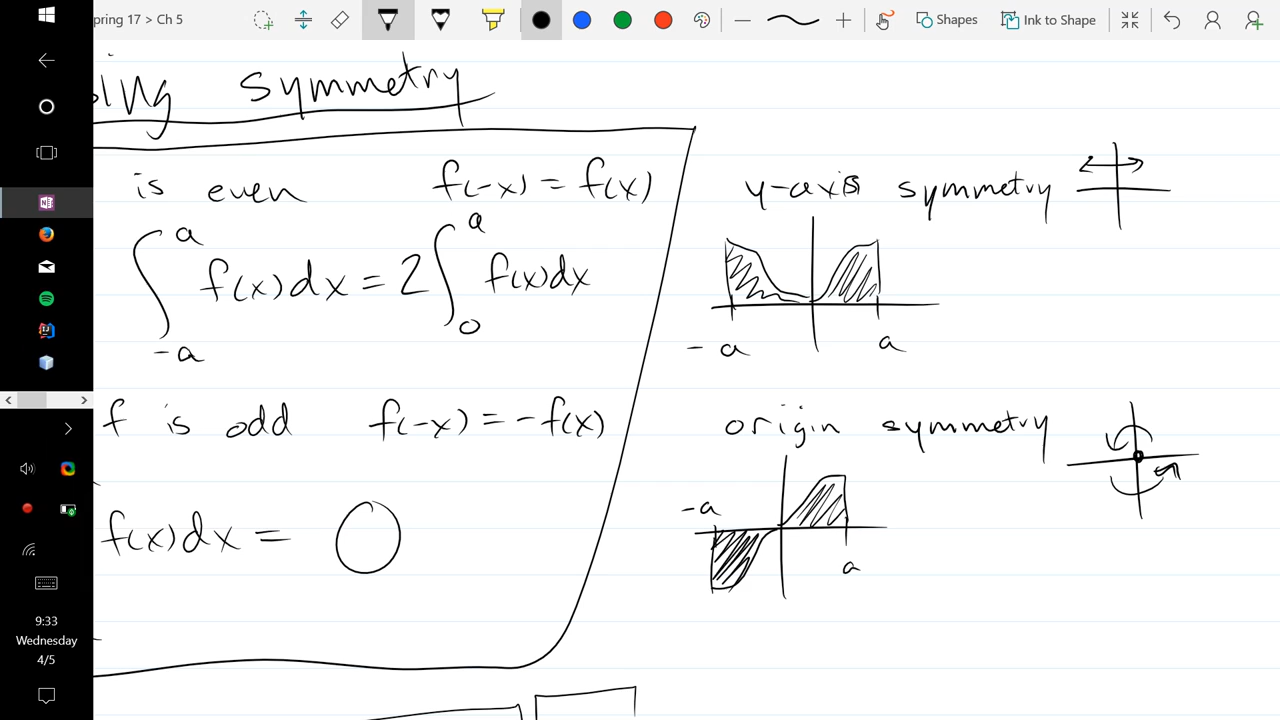 pring 17 > Ch 5
Shapes
Ink to Shape
sing symmetry
is even f(-x) = f(x)
∫_{-a}^{a} f(x)dx = 2∫_{0}^{a} f(x)dx
f is odd f(-x) = -f(x)
f(x)dx = 0
y-axis symmetry
-a a
origin symmetry
-a
a
9:33
Wednesday
4/5